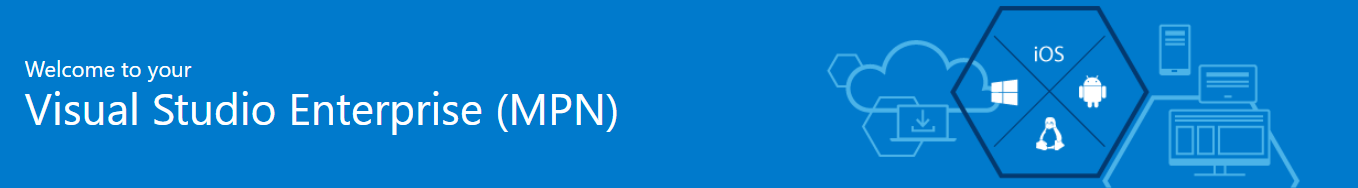 Welcome to your
Visual Studio Enterprise (MPN)
iOS